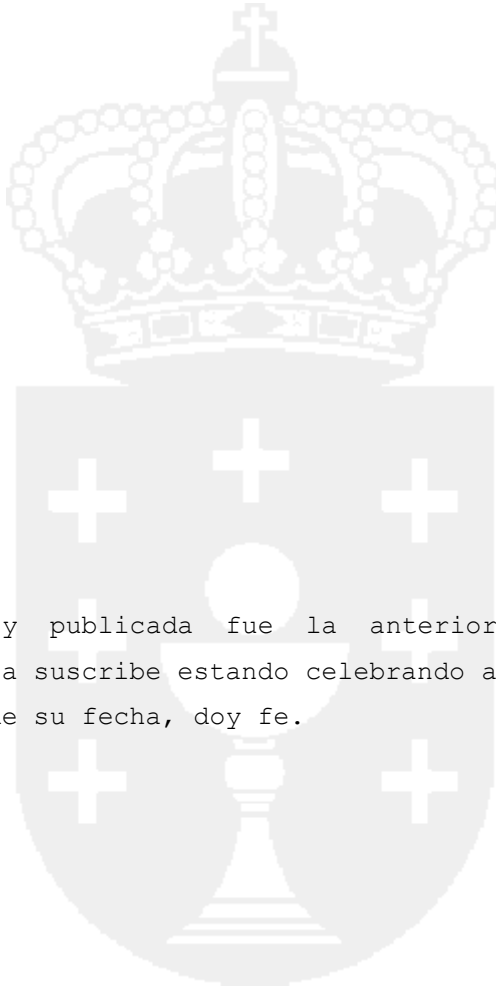 y publicada fue la anterior
a suscribe estando celebrando a
e su fecha, doy fe.